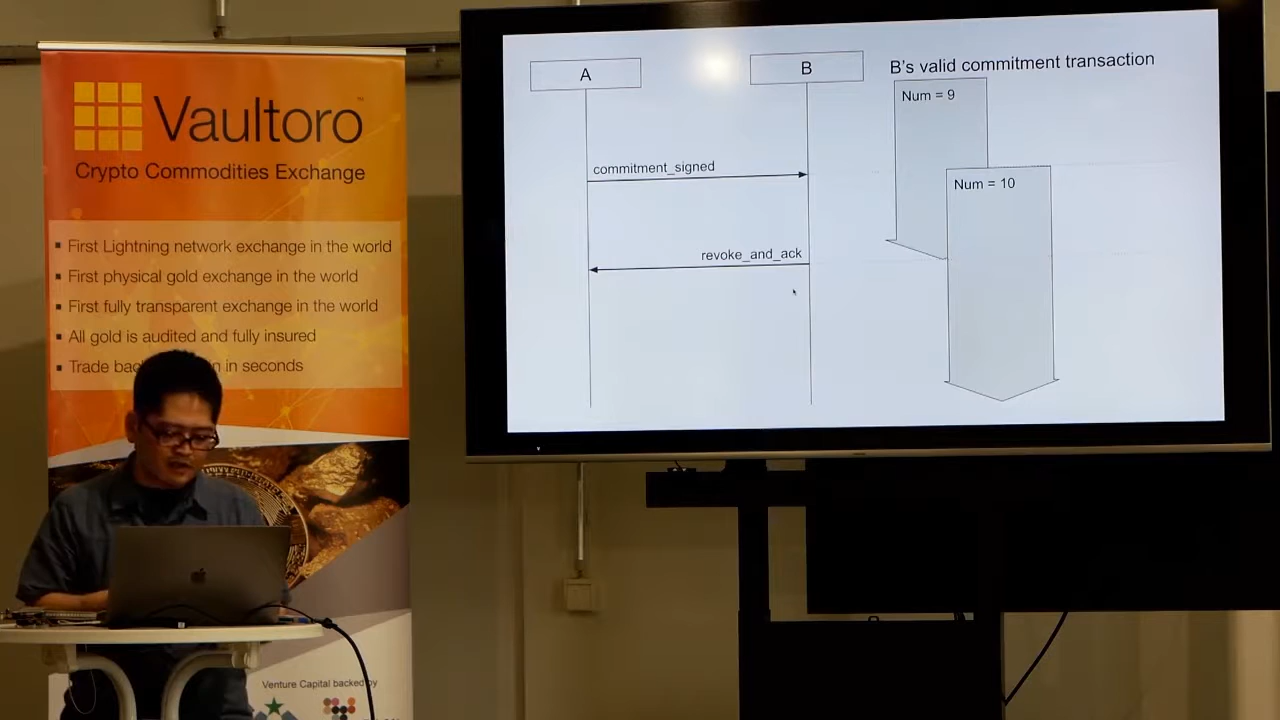 Vaultoro
Crypto Commodities Exchange
▪ First Lightning network exchange in the world
▪ First physical gold exchange in the world
▪ First fully transparent exchange in the world
▪ All gold is audited and fully insured
▪ Trade in seconds
Venture Capital backed by
A
B
B's valid commitment transaction
Num = 9
commitment_signed
Num = 10
revoke_and_ack